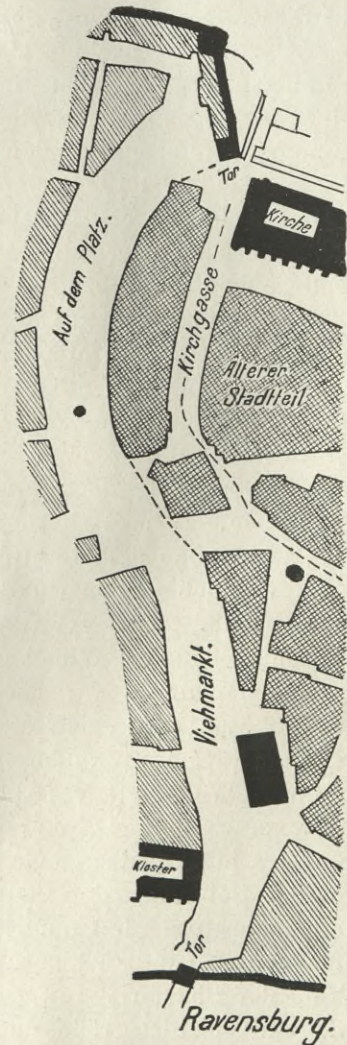 Tor
Kirche
Auf dem Platz.
Kirchgasse
Älterer
Stadtteil.
Viehmarkt.
Kloster
Tor
Ravensburg.